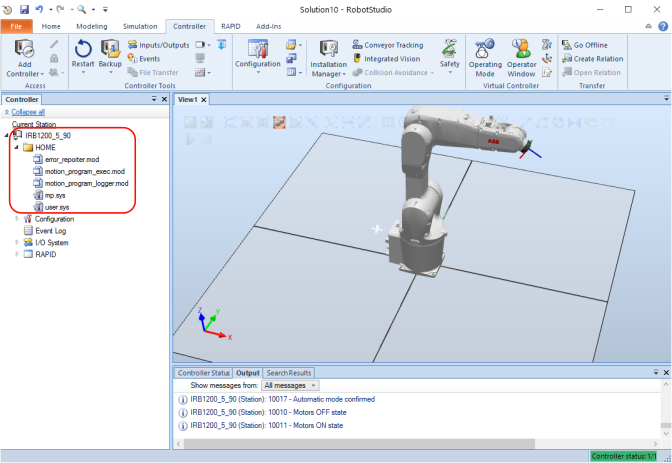 Solution10 - RobotStudio
File Home Modeling Simulation Controller RAPID Add-Ins
Add Controller
Restart
Backup
Inputs/Outputs
Events
File Transfer
Configuration
Installation Manager
Conveyor Tracking
Integrated Vision
Collision Avoidance
Safety
Operating Mode
Operator Window
Go Offline
Create Relation
Open Relation
Access Controller Tools Configuration Virtual Controller Transfer
Controller
Collapse all
Current Station
IRB1200_5_90
HOME
error_reporter.mod
motion_program_exec.mod
motion_program_logger.mod
mp.sys
user.sys
Configuration
Event Log
I/O System
RAPID
View1 X
ABB
Z
Y
X
Controller Status Output Search Results
Show messages from: All messages
IRB1200_5_90 (Station): 10017 - Automatic mode confirmed
IRB1200_5_90 (Station): 10010 - Motors OFF state
IRB1200_5_90 (Station): 10011 - Motors ON state
Controller status: 1/1